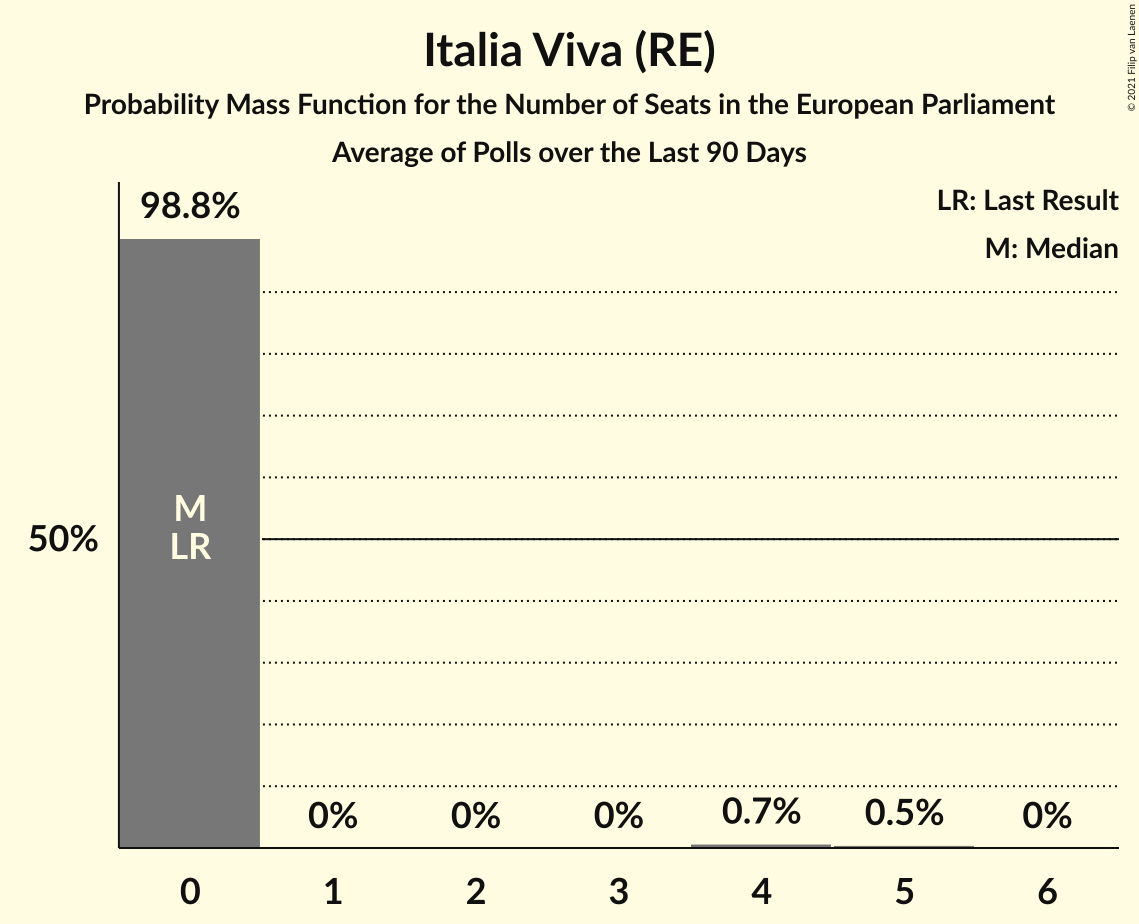 Italia Viva (RE)
Probability Mass Function for the Number of Seats in the European Parliament
Average of Polls over the Last 90 Days
© 2021 Filip van Laenen
LR: Last Result
M: Median
98.8%
M
LR
50%
0%
0%
0%
0.7%
0.5%
0%
0
1
2
3
4
5
6